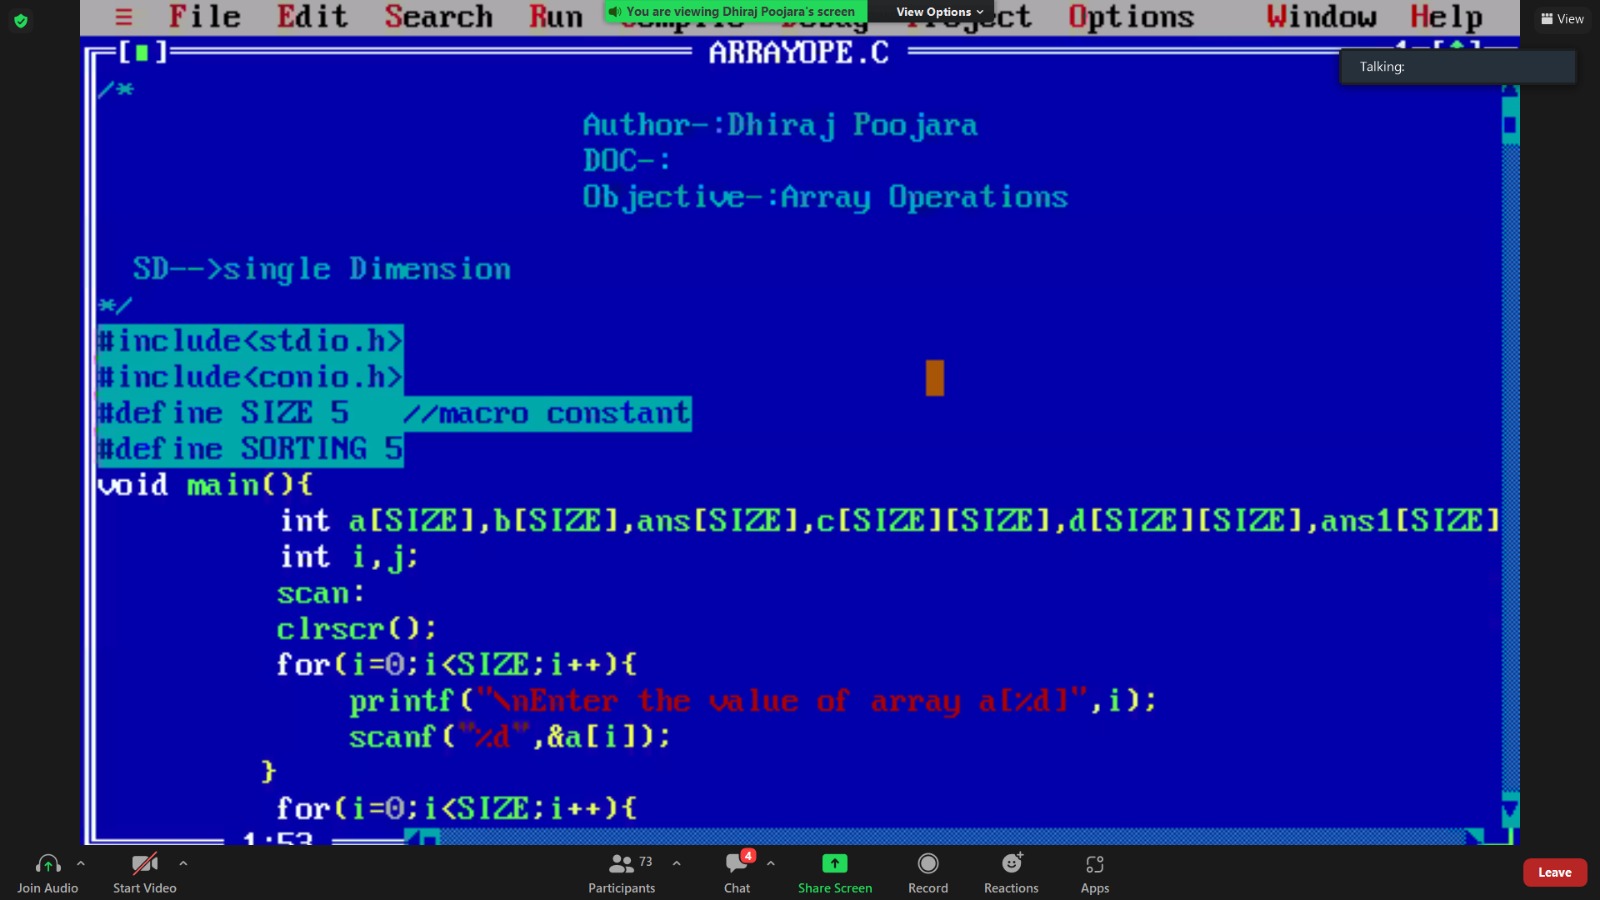 ≡ File Edit Search Run Project Options Window Help
You are viewing Dhiraj Poojara's screen
View Options
View
ARRAYOPE.C
Talking:
/*
Author-:Dhiraj Poojara
DOC-:
Objective-:Array Operations
SD-->single Dimension
*/
#include<stdio.h>
#include<conio.h>
#define SIZE 5 //macro constant
#define SORTING 5
void main(){
int a[SIZE],b[SIZE],ans[SIZE],c[SIZE][SIZE],d[SIZE][SIZE],ans1[SIZE]
int i,j;
scan:
clrscr();
for(i=0;i<SIZE;i++){
printf("\nEnter the value of array a[%d]",i);
scanf("%d",&a[i]);
}
for(i=0;i<SIZE;i++){
1:53
Join Audio
Start Video
Participants 73
Chat 4
Share Screen
Record
Reactions
Apps
Leave